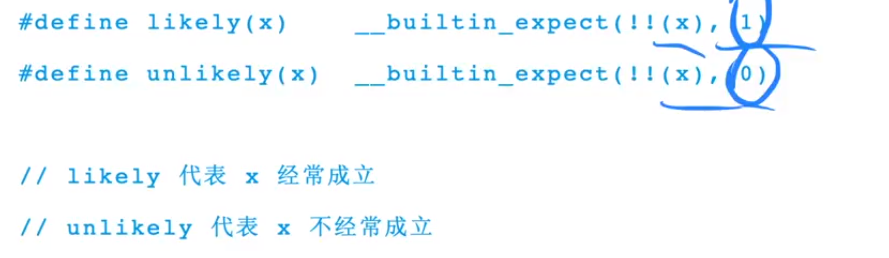 #define likely(x) __builtin_expect(!!(x), 1)
#define unlikely(x) __builtin_expect(!!(x), 0)
// likely 代表 x 经常成立
// unlikely 代表 x 不经常成立